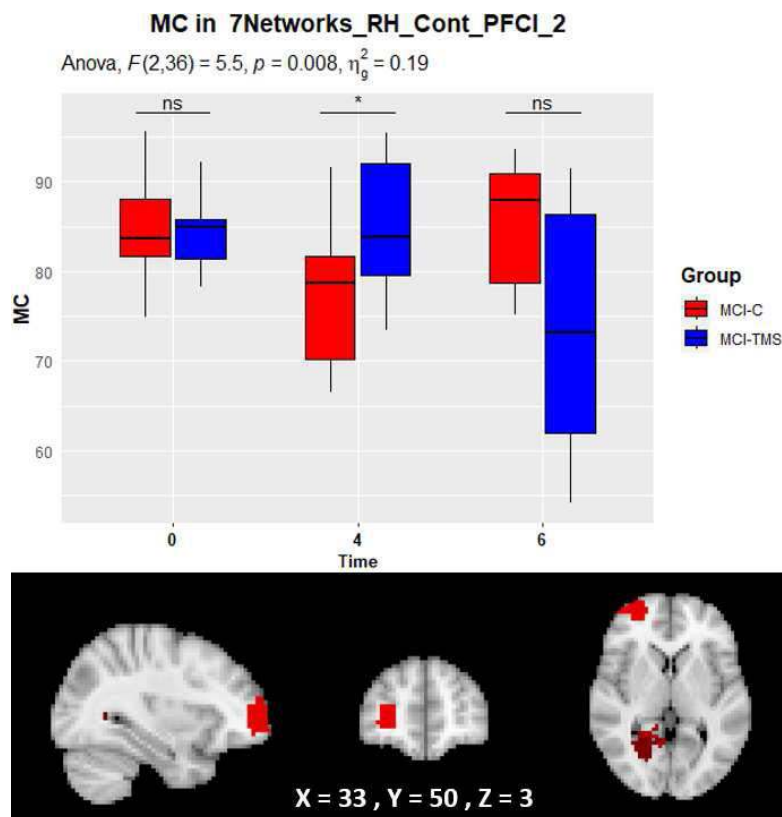 MC in 7Networks_RH_Cont_PFCl_2
Anova, F(2,36) = 5.5, p = 0.008, η²g = 0.19
ns * ns
90
80
70
60
MC
0 4 6
Time
Group
MCI-C
MCI-TMS
X = 33 , Y = 50 , Z = 3